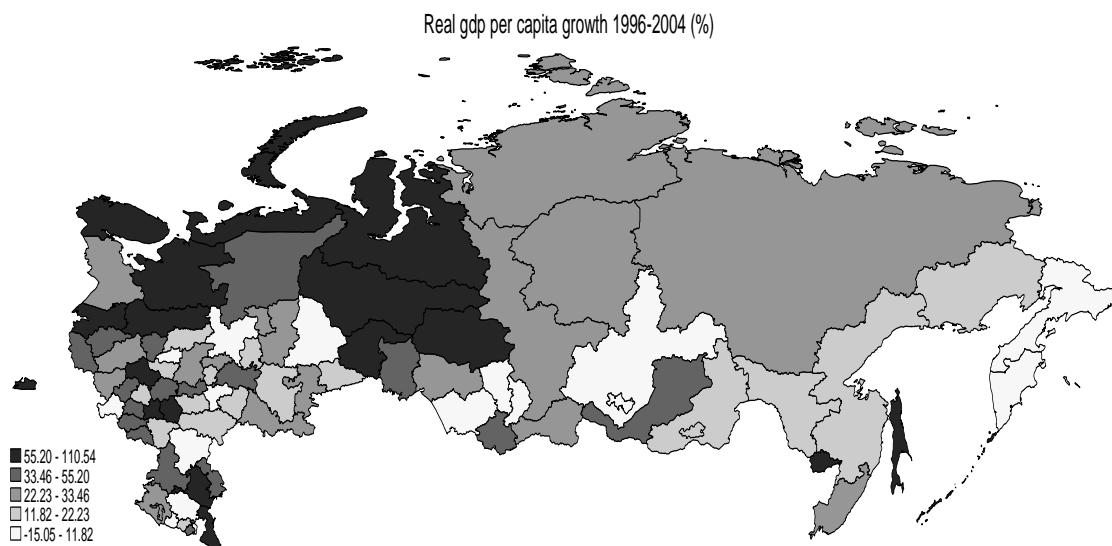 Real gdp per capita growth 1996-2004 (%)
55.20 - 110.54
33.46 - 55.20
22.23 - 33.46
11.82 - 22.23
-15.05 - 11.82